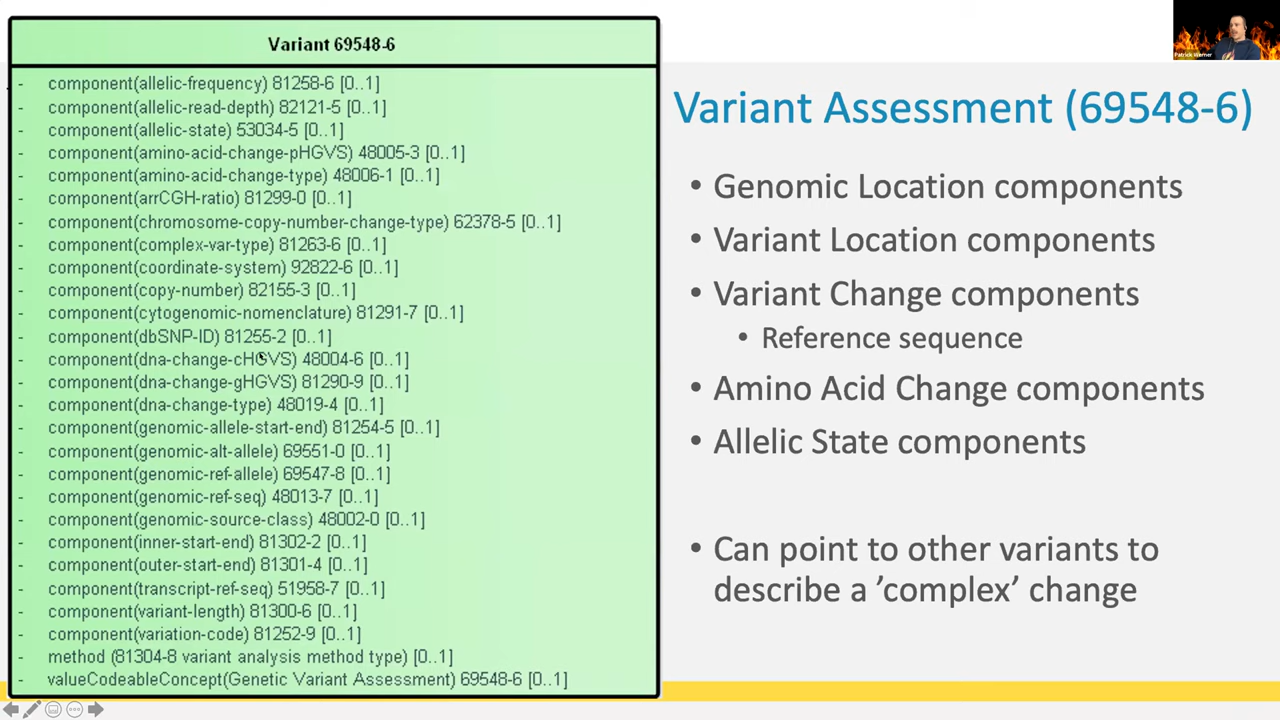 Variant 69548-6
- component(allelic-frequency) 81258-6 [0..1]
- component(allelic-read-depth) 82121-5 [0..1]
- component(allelic-state) 53034-5 [0..1]
- component(amino-acid-change-pHGVS) 48005-3 [0..1]
- component(amino-acid-change-type) 48006-1 [0..1]
- component(arrCGH-ratio) 81299-0 [0..1]
- component(chromosome-copy-number-change-type) 62378-5 [0..1]
- component(complex-var-type) 81263-6 [0..1]
- component(coordinate-system) 92822-6 [0..1]
- component(copy-number) 82155-3 [0..1]
- component(cytogenomic-nomenclature) 81291-7 [0..1]
- component(dbSNP-ID) 81255-2 [0..1]
- component(dna-change-cHGVS) 48004-6 [0..1]
- component(dna-change-gHGVS) 81290-9 [0..1]
- component(dna-change-type) 48019-4 [0..1]
- component(genomic-allele-start-end) 81254-5 [0..1]
- component(genomic-alt-allele) 69551-0 [0..1]
- component(genomic-ref-allele) 69547-8 [0..1]
- component(genomic-ref-seq) 48013-7 [0..1]
- component(genomic-source-class) 48002-0 [0..1]
- component(inner-start-end) 81302-2 [0..1]
- component(outer-start-end) 81301-4 [0..1]
- component(transcript-ref-seq) 51958-7 [0..1]
- component(variant-length) 81300-6 [0..1]
- component(variation-code) 81252-9 [0..1]
- method (81304-8 variant analysis method type) [0..1]
- valueCodeableConcept(Genetic Variant Assessment) 69548-6 [0..1]
Patrick Werner
Variant Assessment (69548-6)
• Genomic Location components
• Variant Location components
• Variant Change components
• Reference sequence
• Amino Acid Change components
• Allelic State components
• Can point to other variants to
describe a ’complex’ change